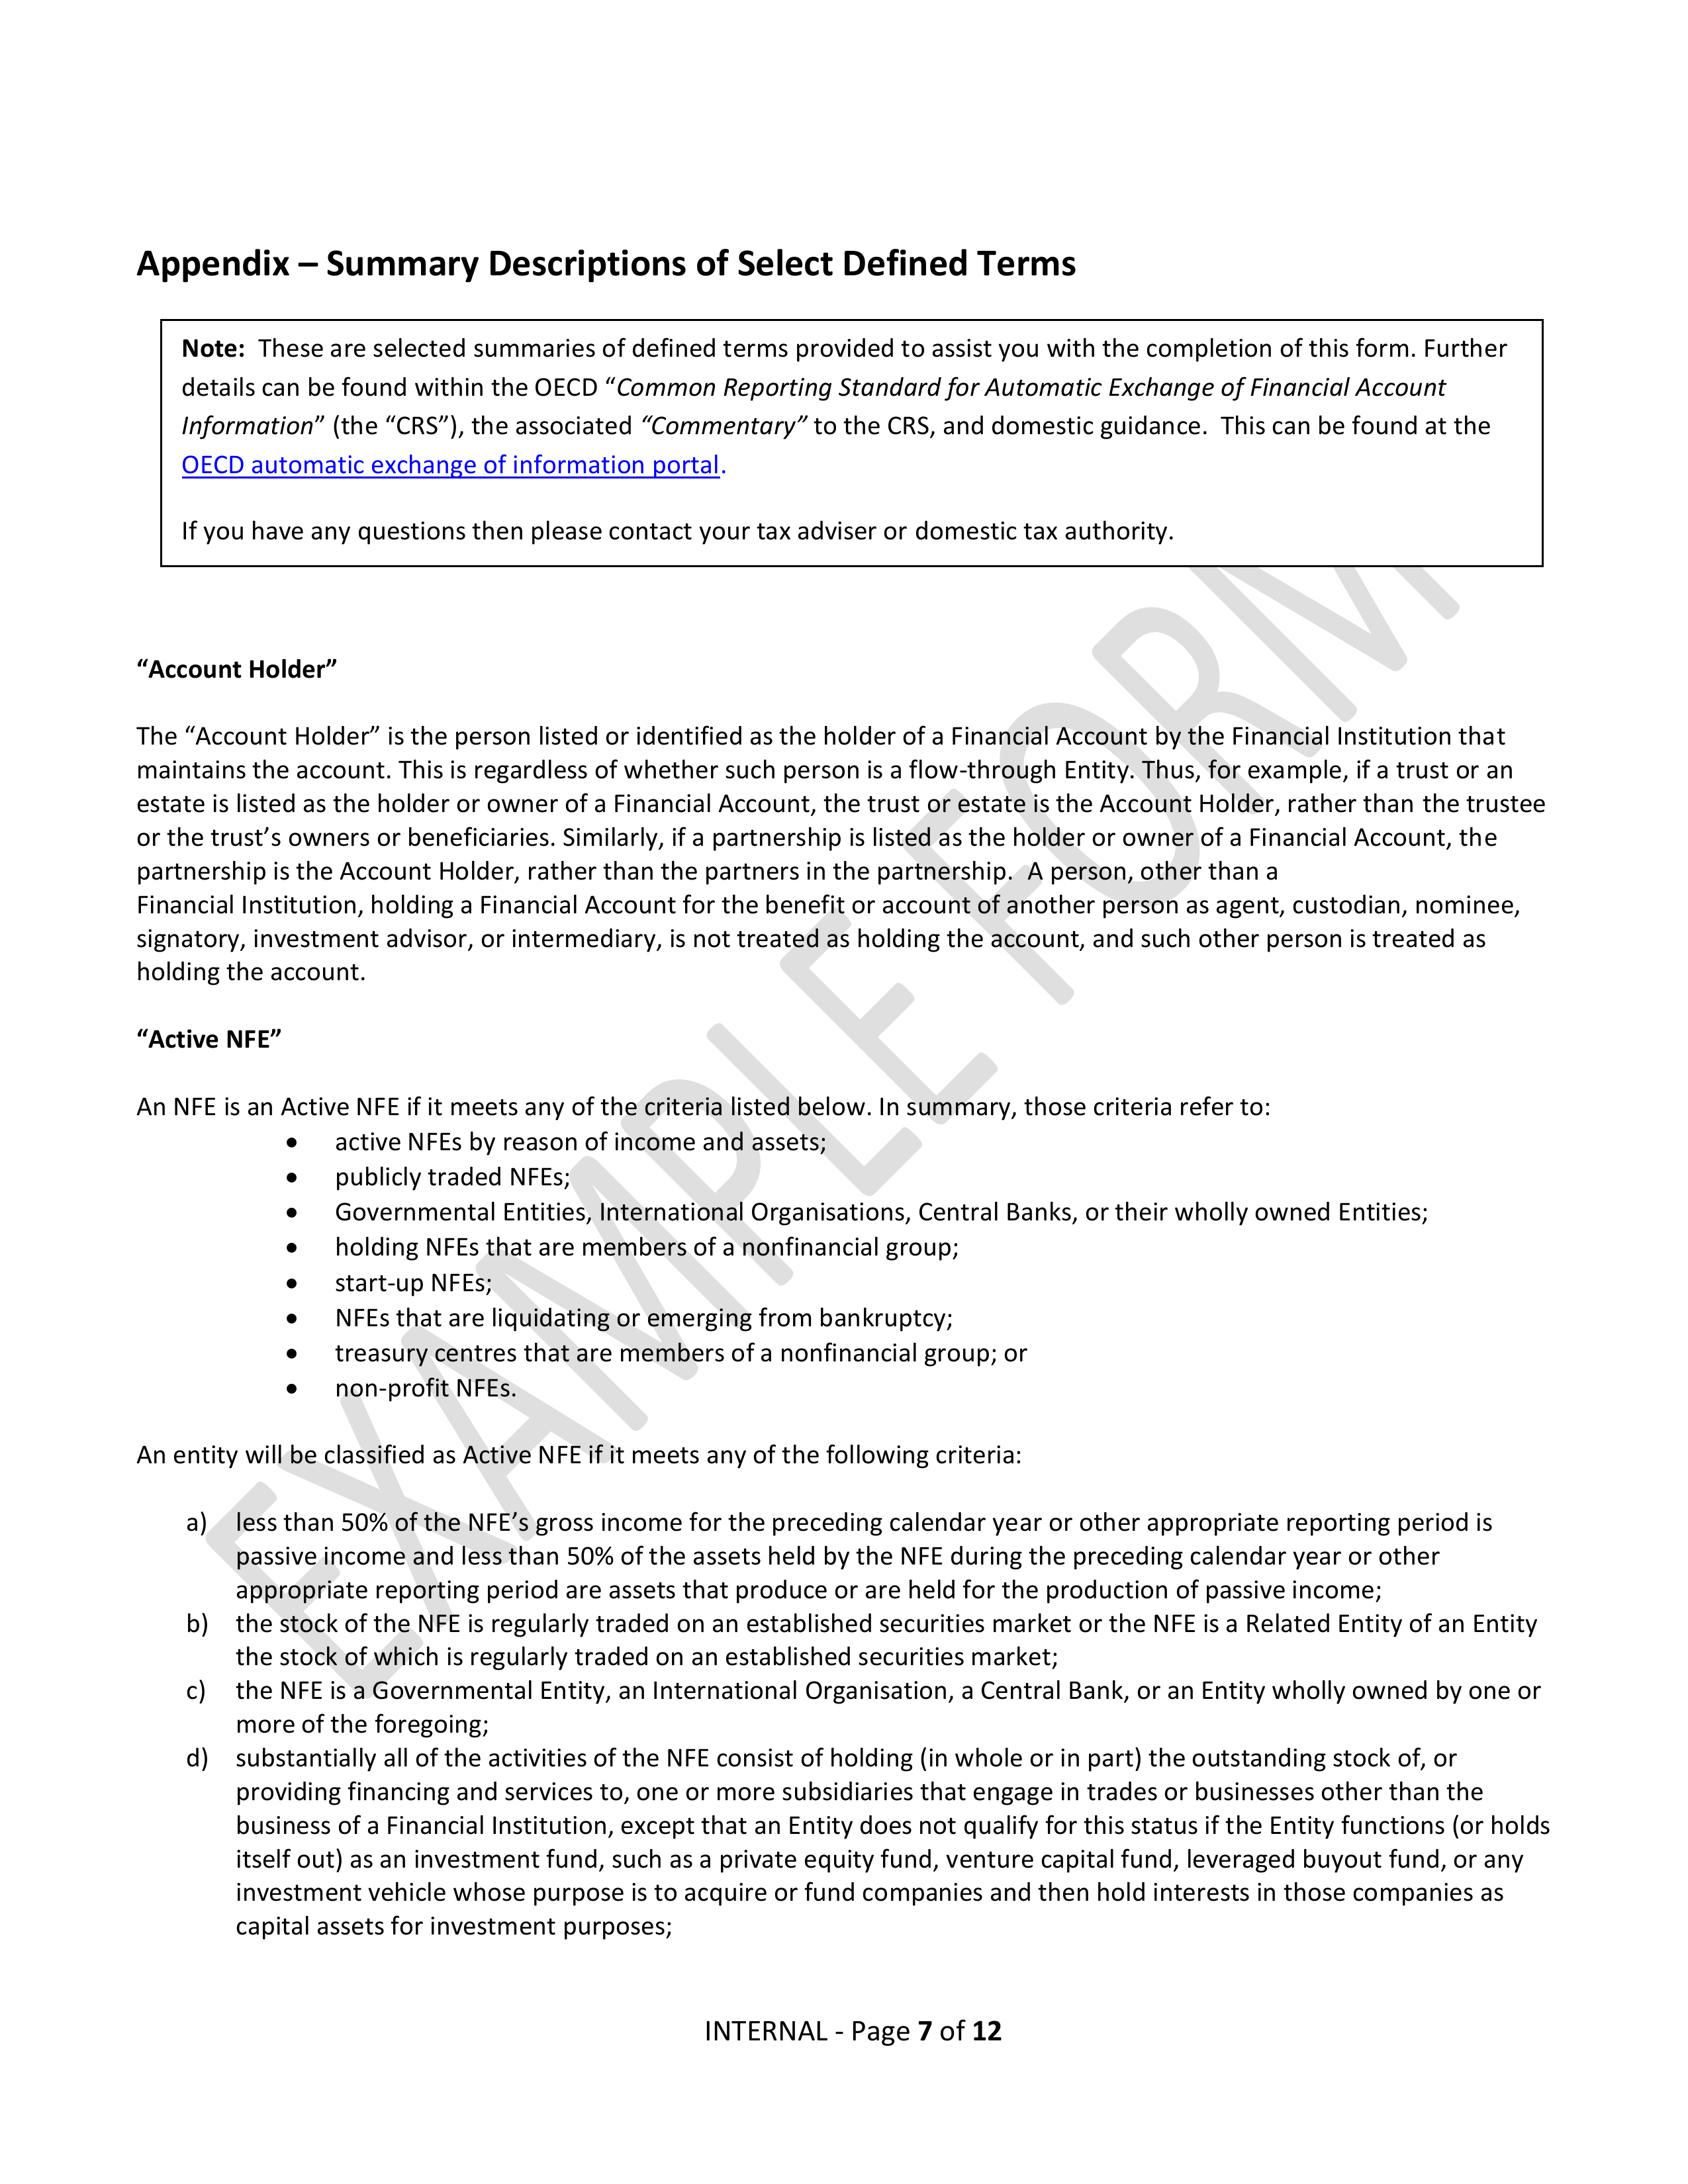 Appendix – Summary Descriptions of Select Defined Terms
Note:  These are selected summaries of defined terms provided to assist you with the completion of this form. Further
details can be found within the OECD “Common Reporting Standard for Automatic Exchange of Financial Account
Information” (the “CRS”), the associated “Commentary” to the CRS, and domestic guidance.  This can be found at the
OECD automatic exchange of information portal.
If you have any questions then please contact your tax adviser or domestic tax authority.
“Account Holder”
The “Account Holder” is the person listed or identified as the holder of a Financial Account by the Financial Institution that
maintains the account. This is regardless of whether such person is a flow-through Entity. Thus, for example, if a trust or an
estate is listed as the holder or owner of a Financial Account, the trust or estate is the Account Holder, rather than the trustee
or the trust’s owners or beneficiaries. Similarly, if a partnership is listed as the holder or owner of a Financial Account, the
partnership is the Account Holder, rather than the partners in the partnership.  A person, other than a
Financial Institution, holding a Financial Account for the benefit or account of another person as agent, custodian, nominee,
signatory, investment advisor, or intermediary, is not treated as holding the account, and such other person is treated as
holding the account.
“Active NFE”
An NFE is an Active NFE if it meets any of the criteria listed below. In summary, those criteria refer to:
• active NFEs by reason of income and assets;
• publicly traded NFEs;
• Governmental Entities, International Organisations, Central Banks, or their wholly owned Entities;
• holding NFEs that are members of a nonfinancial group;
• start-up NFEs;
• NFEs that are liquidating or emerging from bankruptcy;
• treasury centres that are members of a nonfinancial group; or
• non-profit NFEs.
An entity will be classified as Active NFE if it meets any of the following criteria:
a) less than 50% of the NFE’s gross income for the preceding calendar year or other appropriate reporting period is
passive income and less than 50% of the assets held by the NFE during the preceding calendar year or other
appropriate reporting period are assets that produce or are held for the production of passive income;
b) the stock of the NFE is regularly traded on an established securities market or the NFE is a Related Entity of an Entity
the stock of which is regularly traded on an established securities market;
c) the NFE is a Governmental Entity, an International Organisation, a Central Bank, or an Entity wholly owned by one or
more of the foregoing;
d) substantially all of the activities of the NFE consist of holding (in whole or in part) the outstanding stock of, or
providing financing and services to, one or more subsidiaries that engage in trades or businesses other than the
business of a Financial Institution, except that an Entity does not qualify for this status if the Entity functions (or holds
itself out) as an investment fund, such as a private equity fund, venture capital fund, leveraged buyout fund, or any
investment vehicle whose purpose is to acquire or fund companies and then hold interests in those companies as
capital assets for investment purposes;
EXAMPLE FORM
INTERNAL - Page 7 of 12